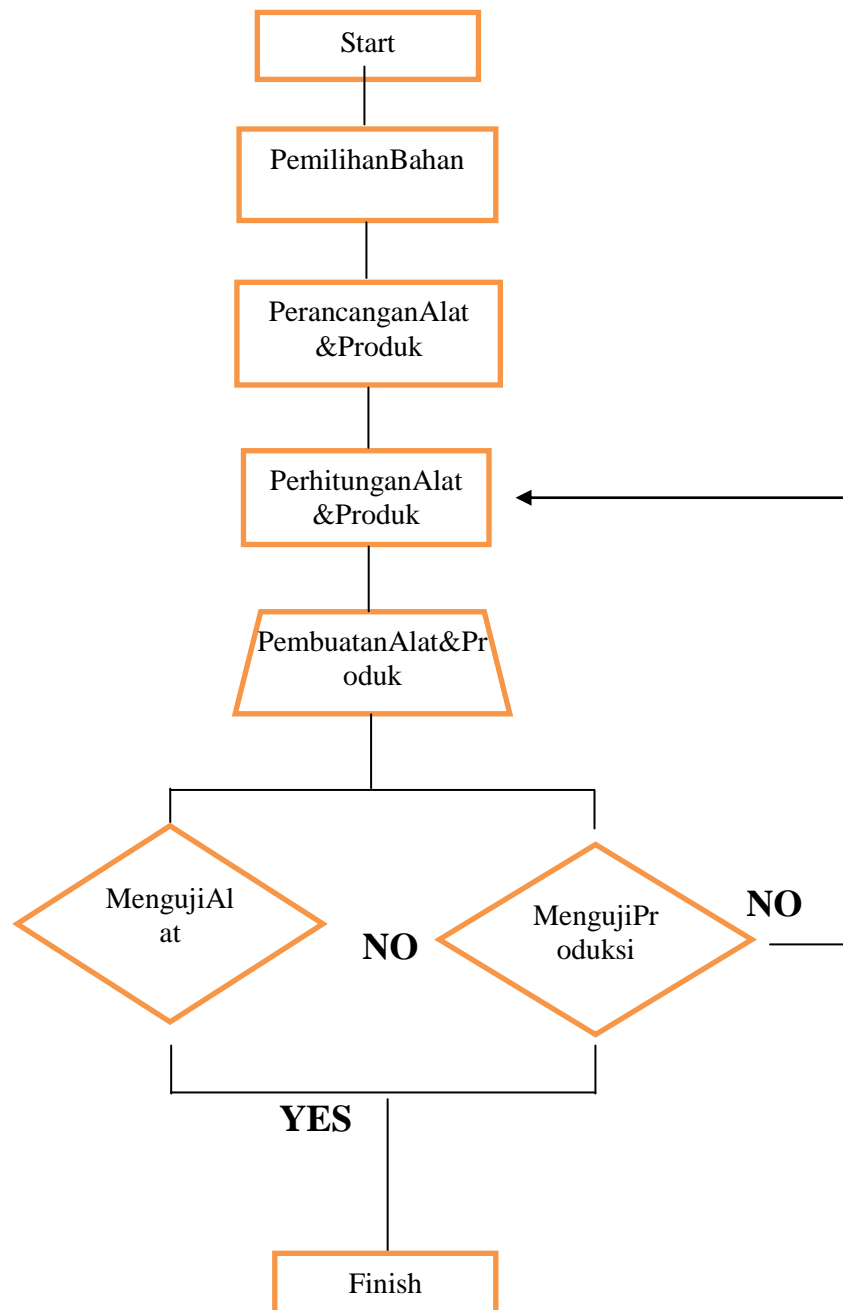 Start
PemilihanBahan
PerancanganAlat
&Produk
PerhitunganAlat
&Produk
PembuatanAlat&Pr
oduk
MengujiAl
at
NO
MengujiPr
oduksi
NO
YES
Finish